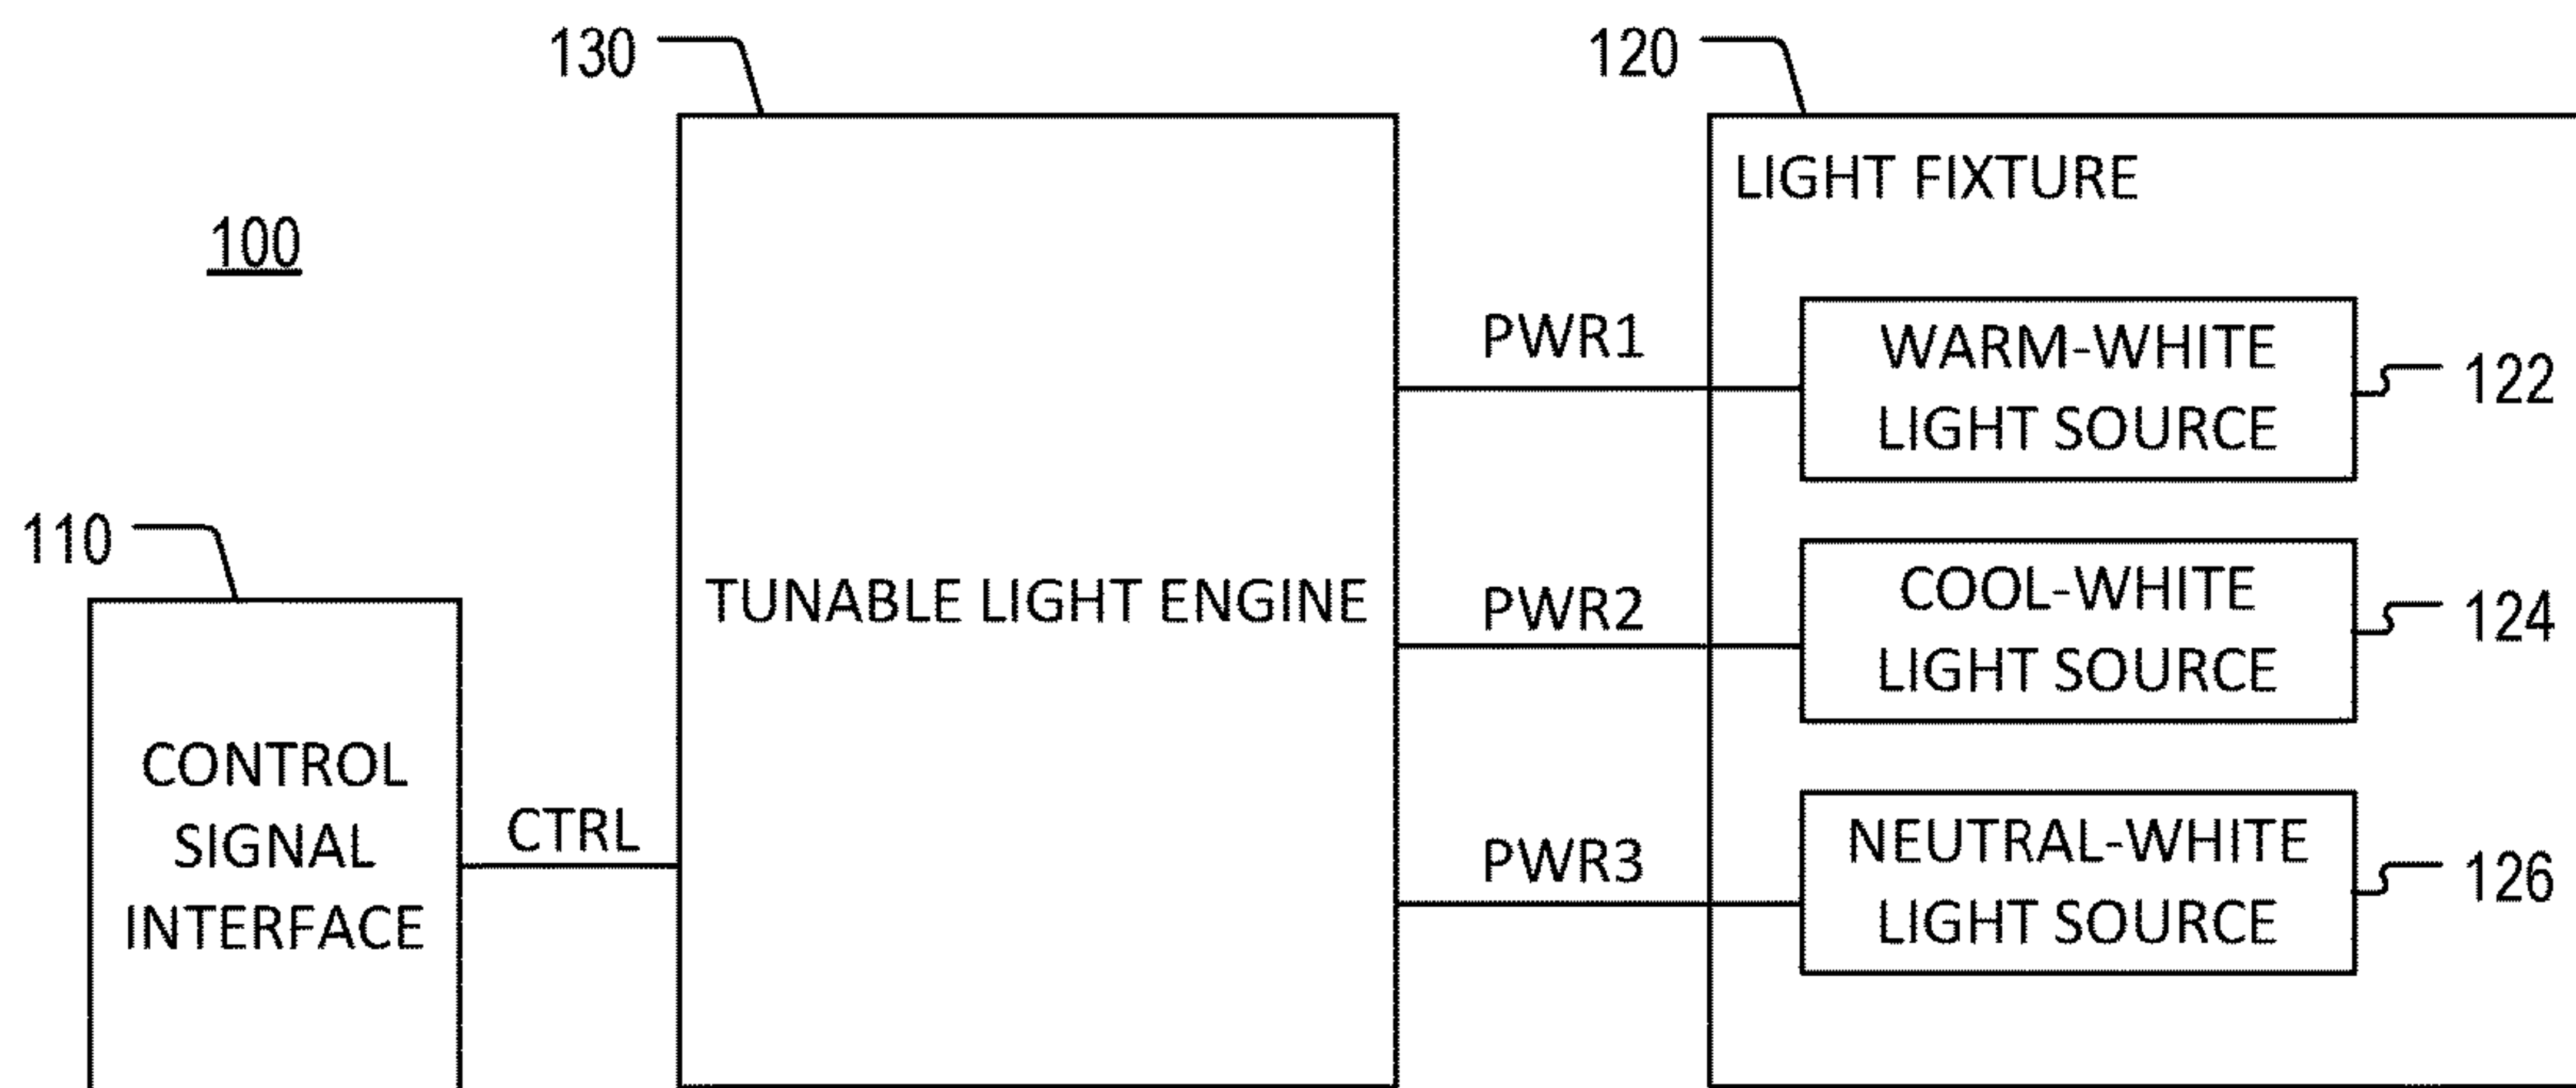 130
120
LIGHT FIXTURE
100
PWR1
WARM-WHITE
LIGHT SOURCE
122
110
TUNABLE LIGHT ENGINE
PWR2
COOL-WHITE
LIGHT SOURCE
124
CONTROL
SIGNAL
INTERFACE
CTRL
PWR3
NEUTRAL-WHITE
LIGHT SOURCE
126